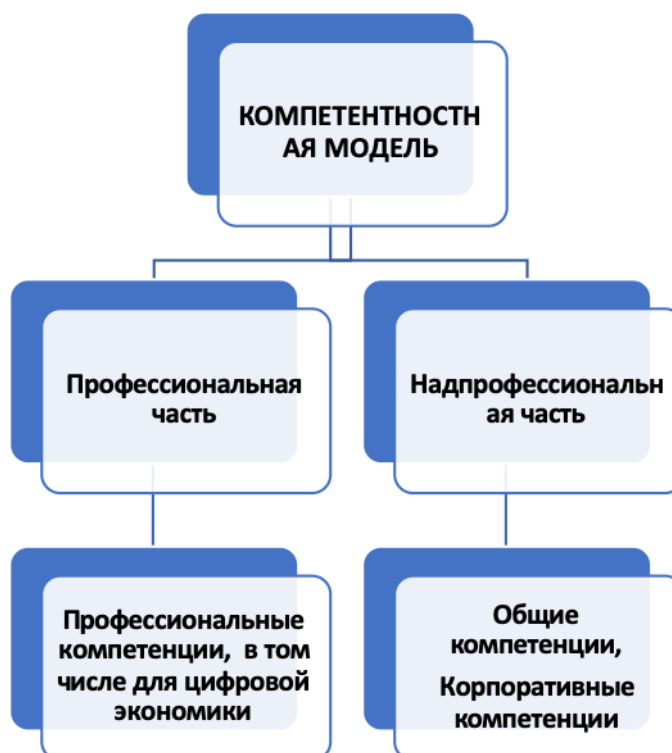 КОМПЕТЕНТНОСТН
АЯ МОДЕЛЬ
Профессиональная
часть
Надпрофессиональн
ая часть
Профессиональные
компетенции, в том
числе для цифровой
экономики
Общие
компетенции,
Корпоративные
компетенции